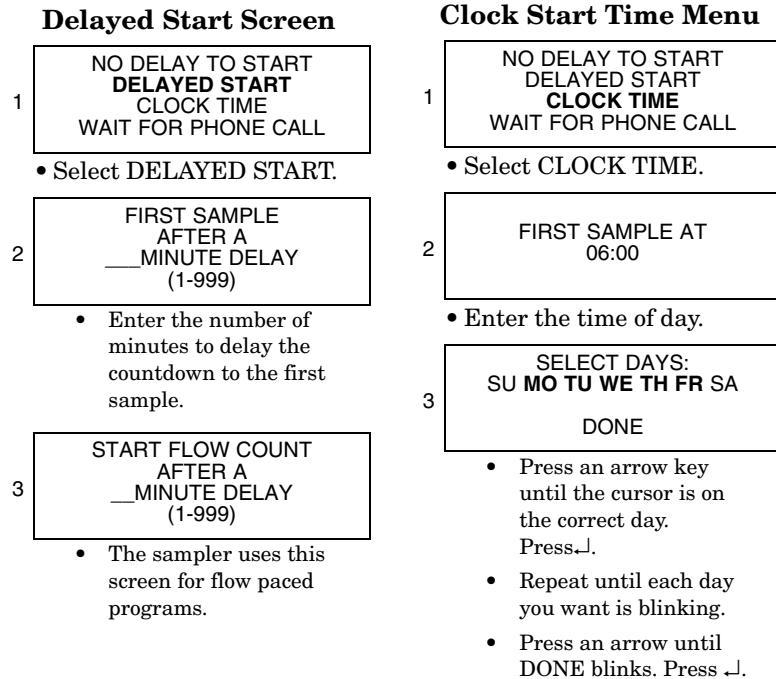 Delayed Start Screen
1
NO DELAY TO START
DELAYED START
CLOCK TIME
WAIT FOR PHONE CALL
• Select DELAYED START.
2
FIRST SAMPLE
AFTER A
___MINUTE DELAY
(1-999)
• Enter the number of
minutes to delay the
countdown to the first
sample.
3
START FLOW COUNT
AFTER A
__MINUTE DELAY
(1-999)
• The sampler uses this
screen for flow paced
programs.
Clock Start Time Menu
1
NO DELAY TO START
DELAYED START
CLOCK TIME
WAIT FOR PHONE CALL
• Select CLOCK TIME.
2
FIRST SAMPLE AT
06:00
• Enter the time of day.
3
SELECT DAYS:
SU MO TU WE TH FR SA
DONE
• Press an arrow key
until the cursor is on
the correct day.
Press↵.
• Repeat until each day
you want is blinking.
• Press an arrow until
DONE blinks. Press ↵.